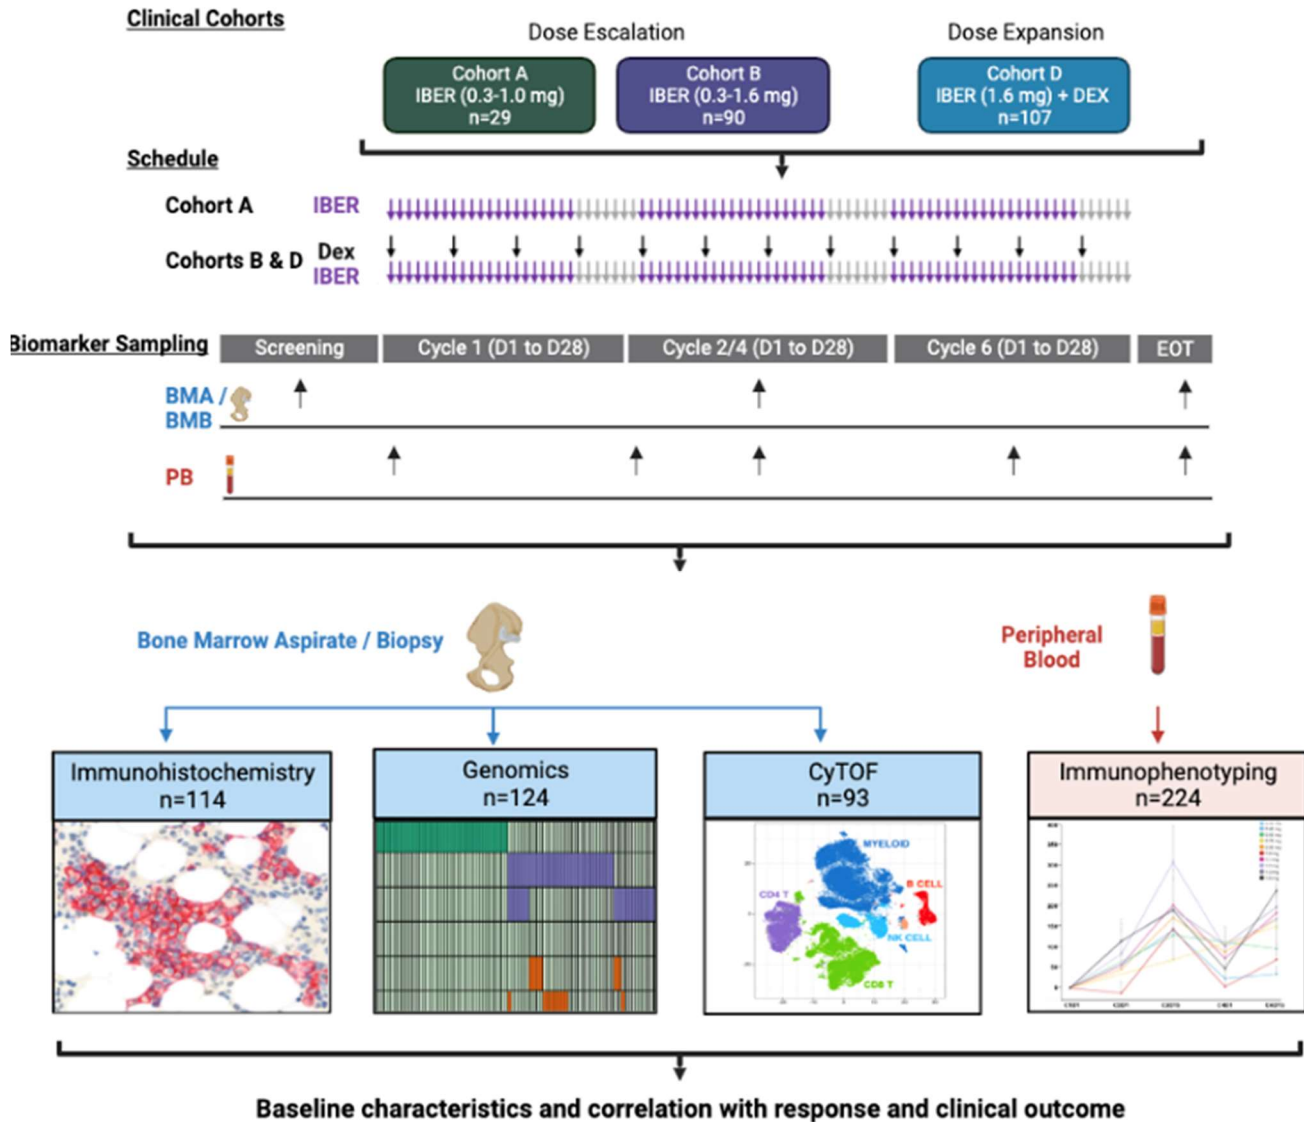 Clinical Cohorts
Dose Escalation
Dose Expansion
Cohort A
IBER (0.3-1.0 mg)
n=29
Cohort B
IBER (0.3-1.6 mg)
n=90
Cohort D
IBER (1.6 mg) + DEX
n=107
Schedule
Cohort A IBER
Cohorts B & D Dex
IBER
Biomarker Sampling
Screening
Cycle 1 (D1 to D28)
Cycle 2/4 (D1 to D28)
Cycle 6 (D1 to D28)
EOT
BMA /
BMB
PB
Bone Marrow Aspirate / Biopsy
Peripheral
Blood
Immunohistochemistry
n=114
Genomics
n=124
CyTOF
n=93
Immunophenotyping
n=224
MYELOID
B CELL
CD4 T
NK CELL
CD8 T
Baseline characteristics and correlation with response and clinical outcome